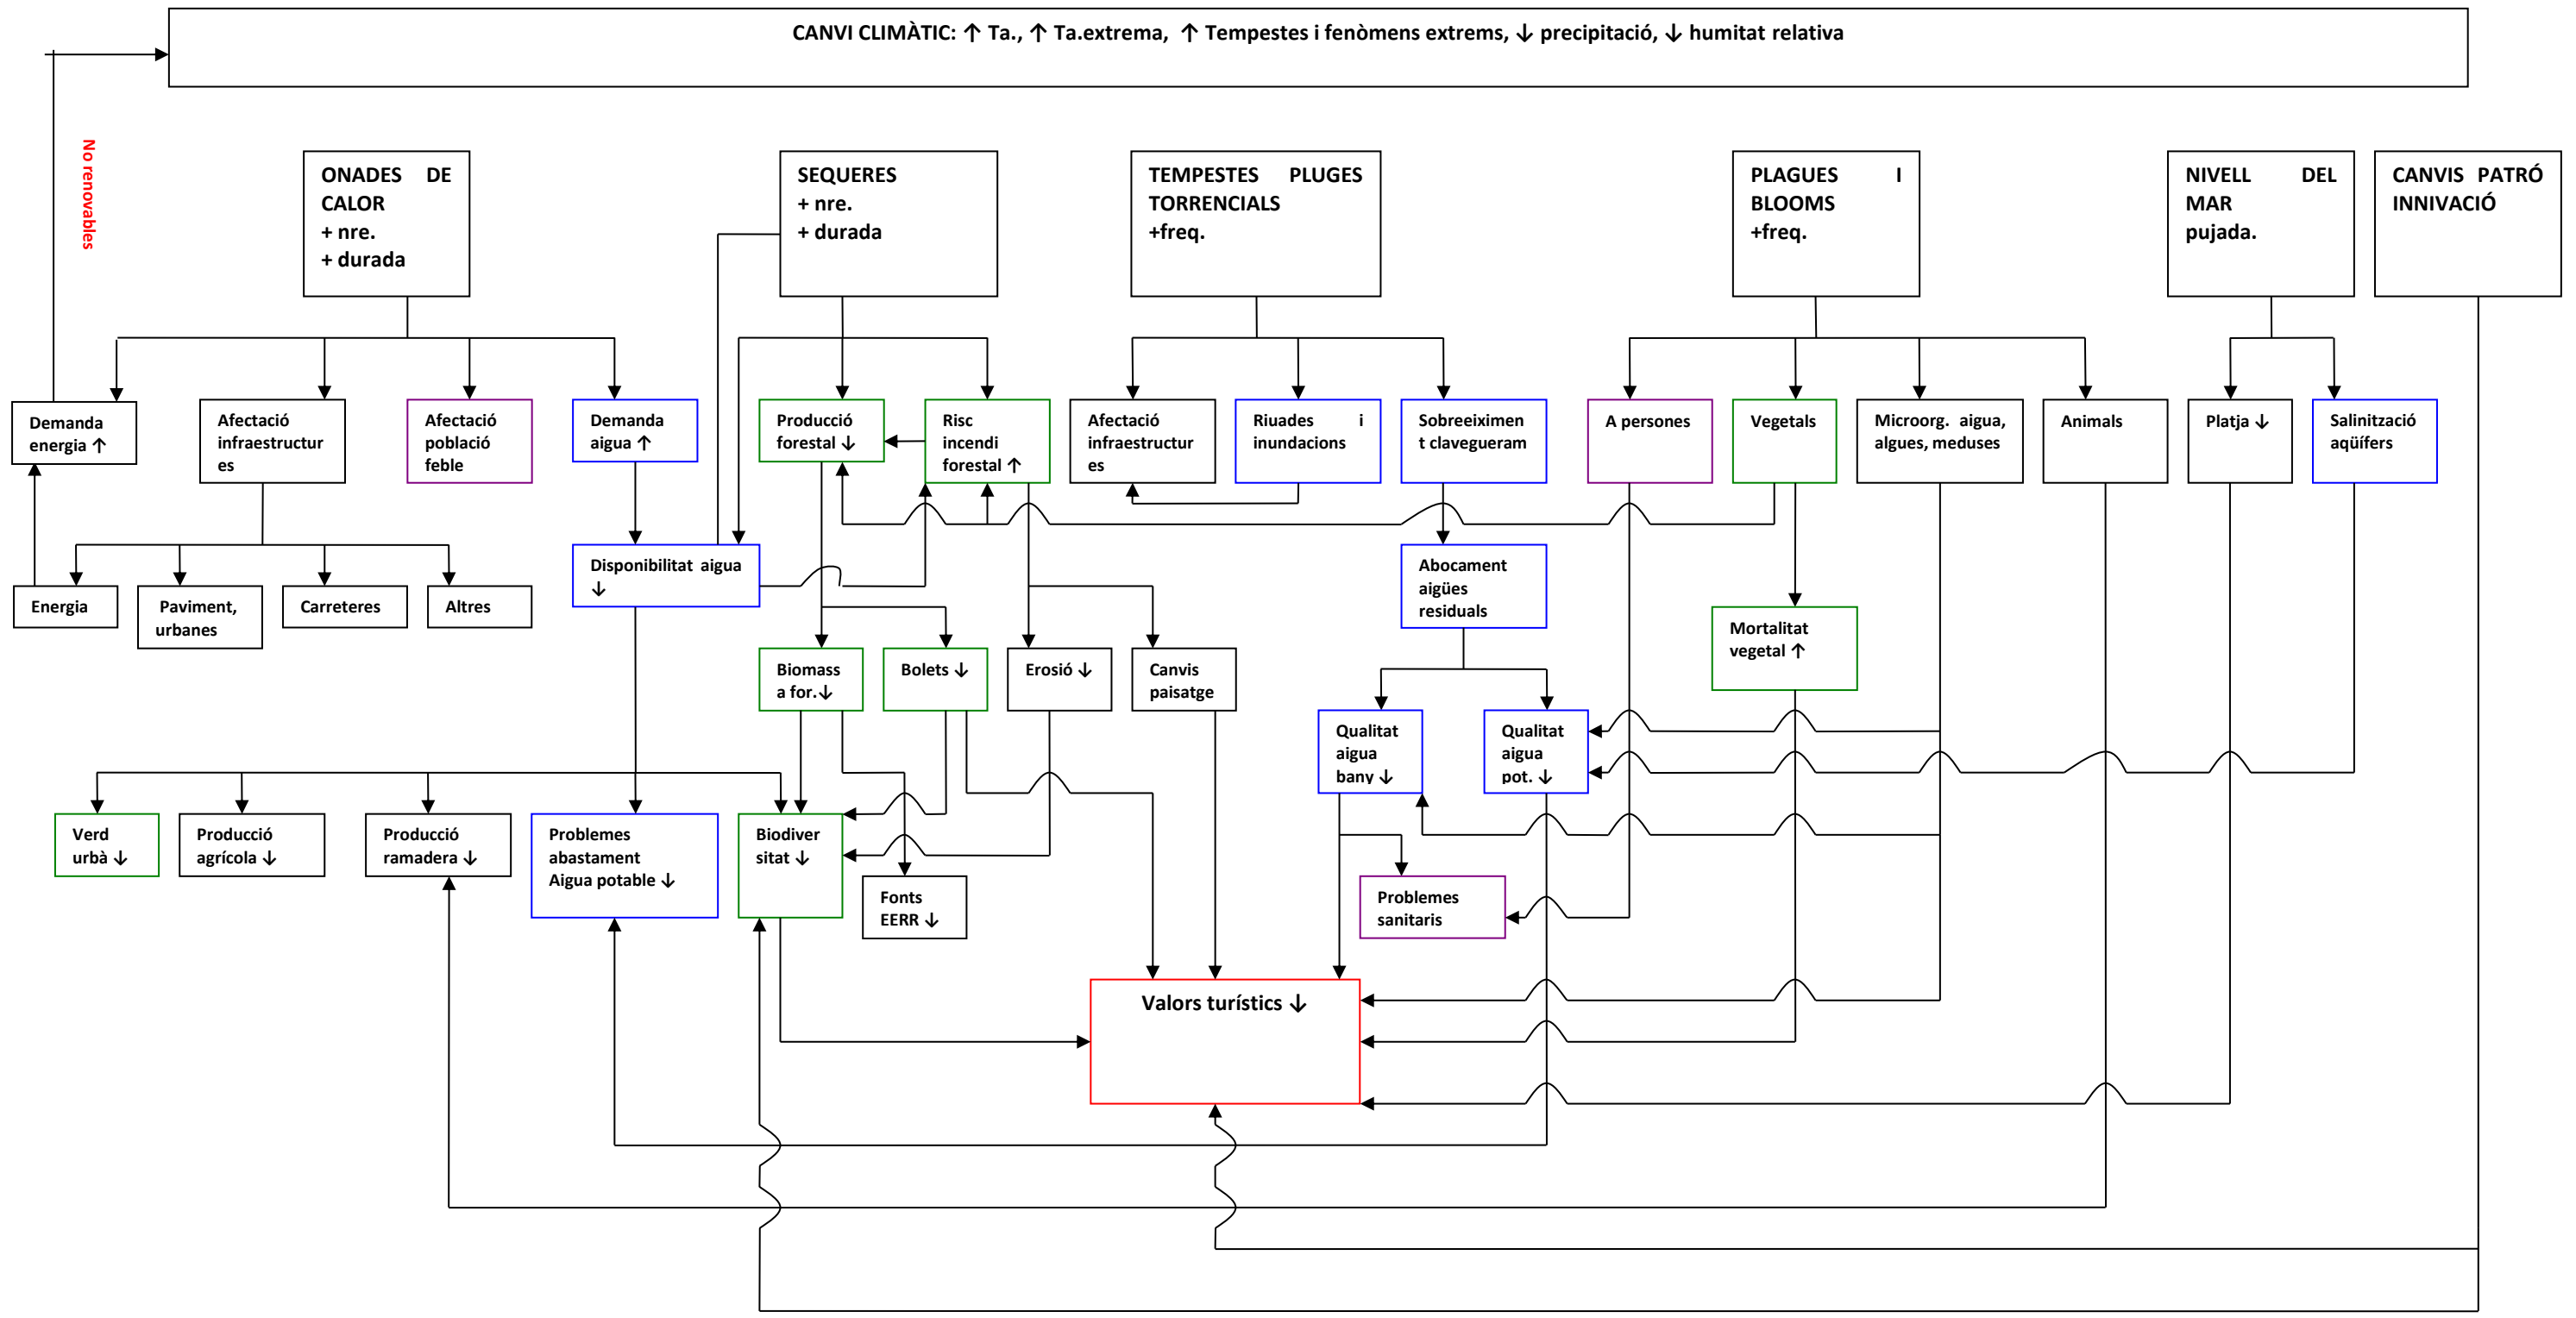 CANVI CLIMÀTIC: ↑ Ta., ↑ Ta.extrema, ↑ Tempestes i fenòmens extrems, ↓ precipitació, ↓ humitat relativa
No renovables
ONADES DE
CALOR
+ nre.
+ durada
SEQUERES
+ nre.
+ durada
TEMPESTES PLUGES
TORRENCIALS
+freq.
PLAGUES I
BLOOMS
+freq.
NIVELL DEL
MAR
pujada.
CANVIS PATRÓ
INNIVACIÓ
Demanda
energia ↑
Afectació
infraestructur
es
Afectació
població
feble
Demanda
aigua ↑
Producció
forestal ↓
Risc
incendi
forestal ↑
Afectació
infraestructur
es
Riuades i
inundacions
Sobreeiximen
t clavegueram
A persones
Vegetals
Microorg. aigua,
algues, meduses
Animals
Platja ↓
Salinització
aqüífers
Disponibilitat aigua
↓
Abocament
aigües
residuals
Energia
Paviment,
urbanes
Carreteres
Altres
Mortalitat
vegetal ↑
Biomass
a for.↓
Bolets ↓
Erosió ↓
Canvis
paisatge
Qualitat
aigua
bany ↓
Qualitat
aigua
pot. ↓
Verd
urbà ↓
Producció
agrícola ↓
Producció
ramadera ↓
Problemes
abastament
Aigua potable ↓
Biodiver
sitat ↓
Fonts
EERR ↓
Problemes
sanitaris
Valors turístics ↓